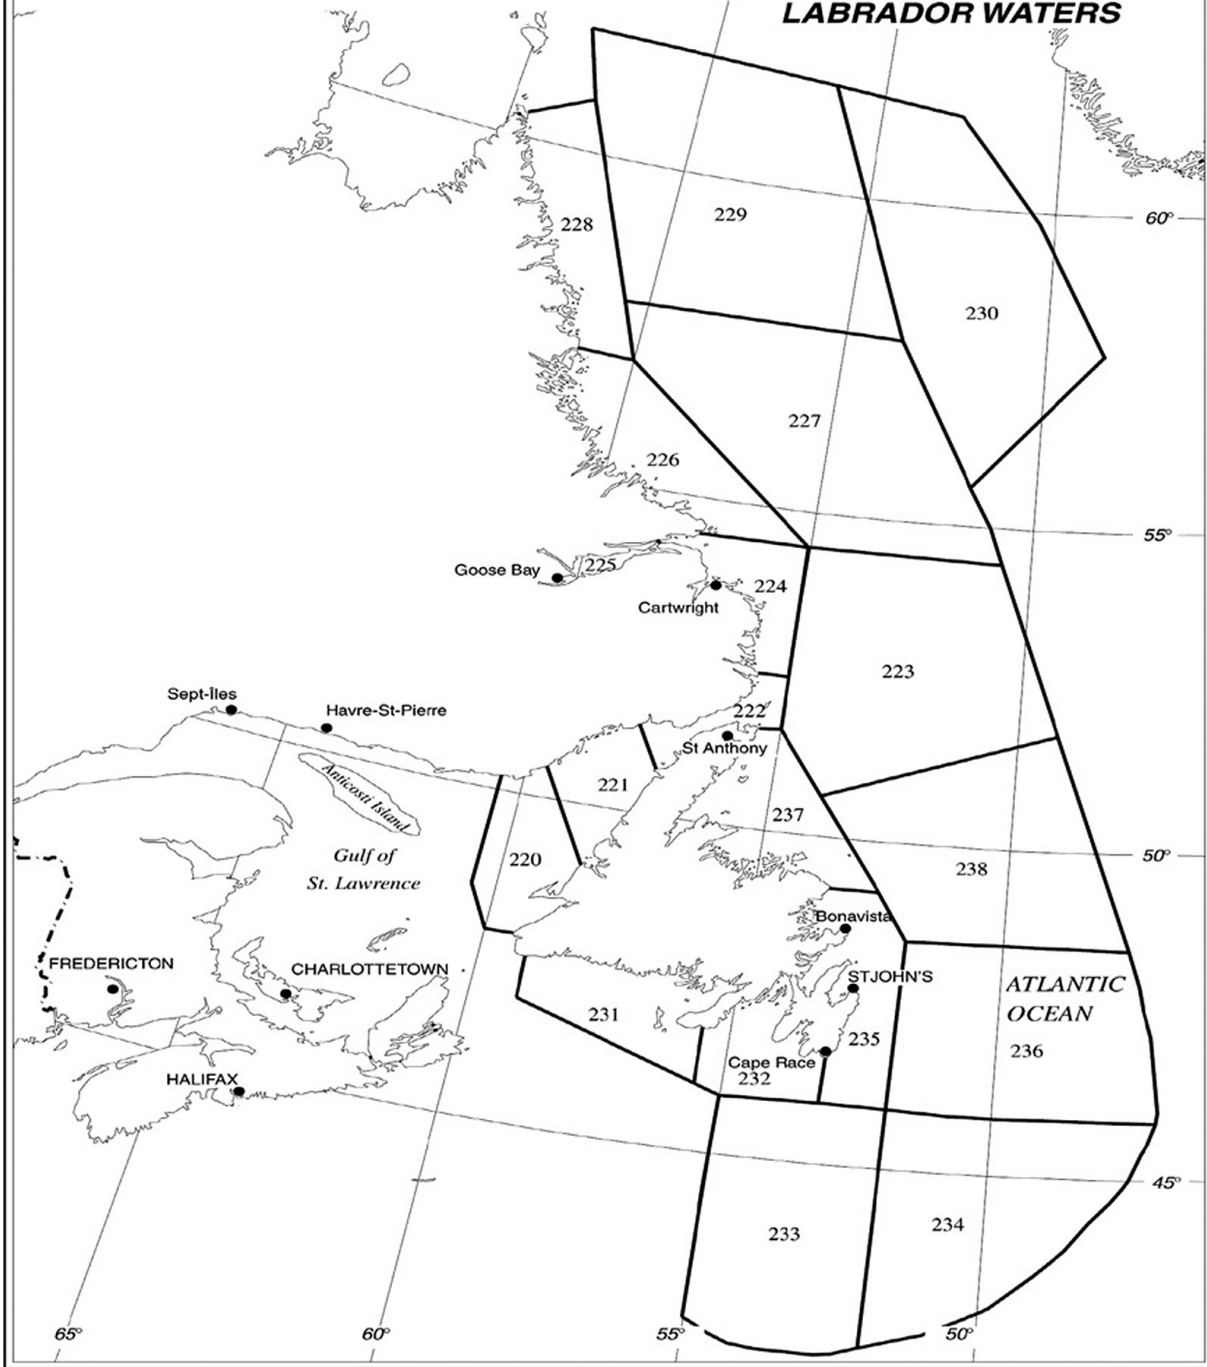 LABRADOR WATERS
60°
228
229
230
227
226
55°
Goose Bay
225
224
Cartwright
223
Sept-Îles
Havre-St-Pierre
222
St Anthony
221
Anticosti Island
237
50°
Gulf of
St. Lawrence
220
238
Bonavista
FREDERICTON
CHARLOTTETOWN
STJOHN'S
ATLANTIC
OCEAN
231
235
236
Cape Race
232
HALIFAX
45°
233
234
65°
60°
55°
50°